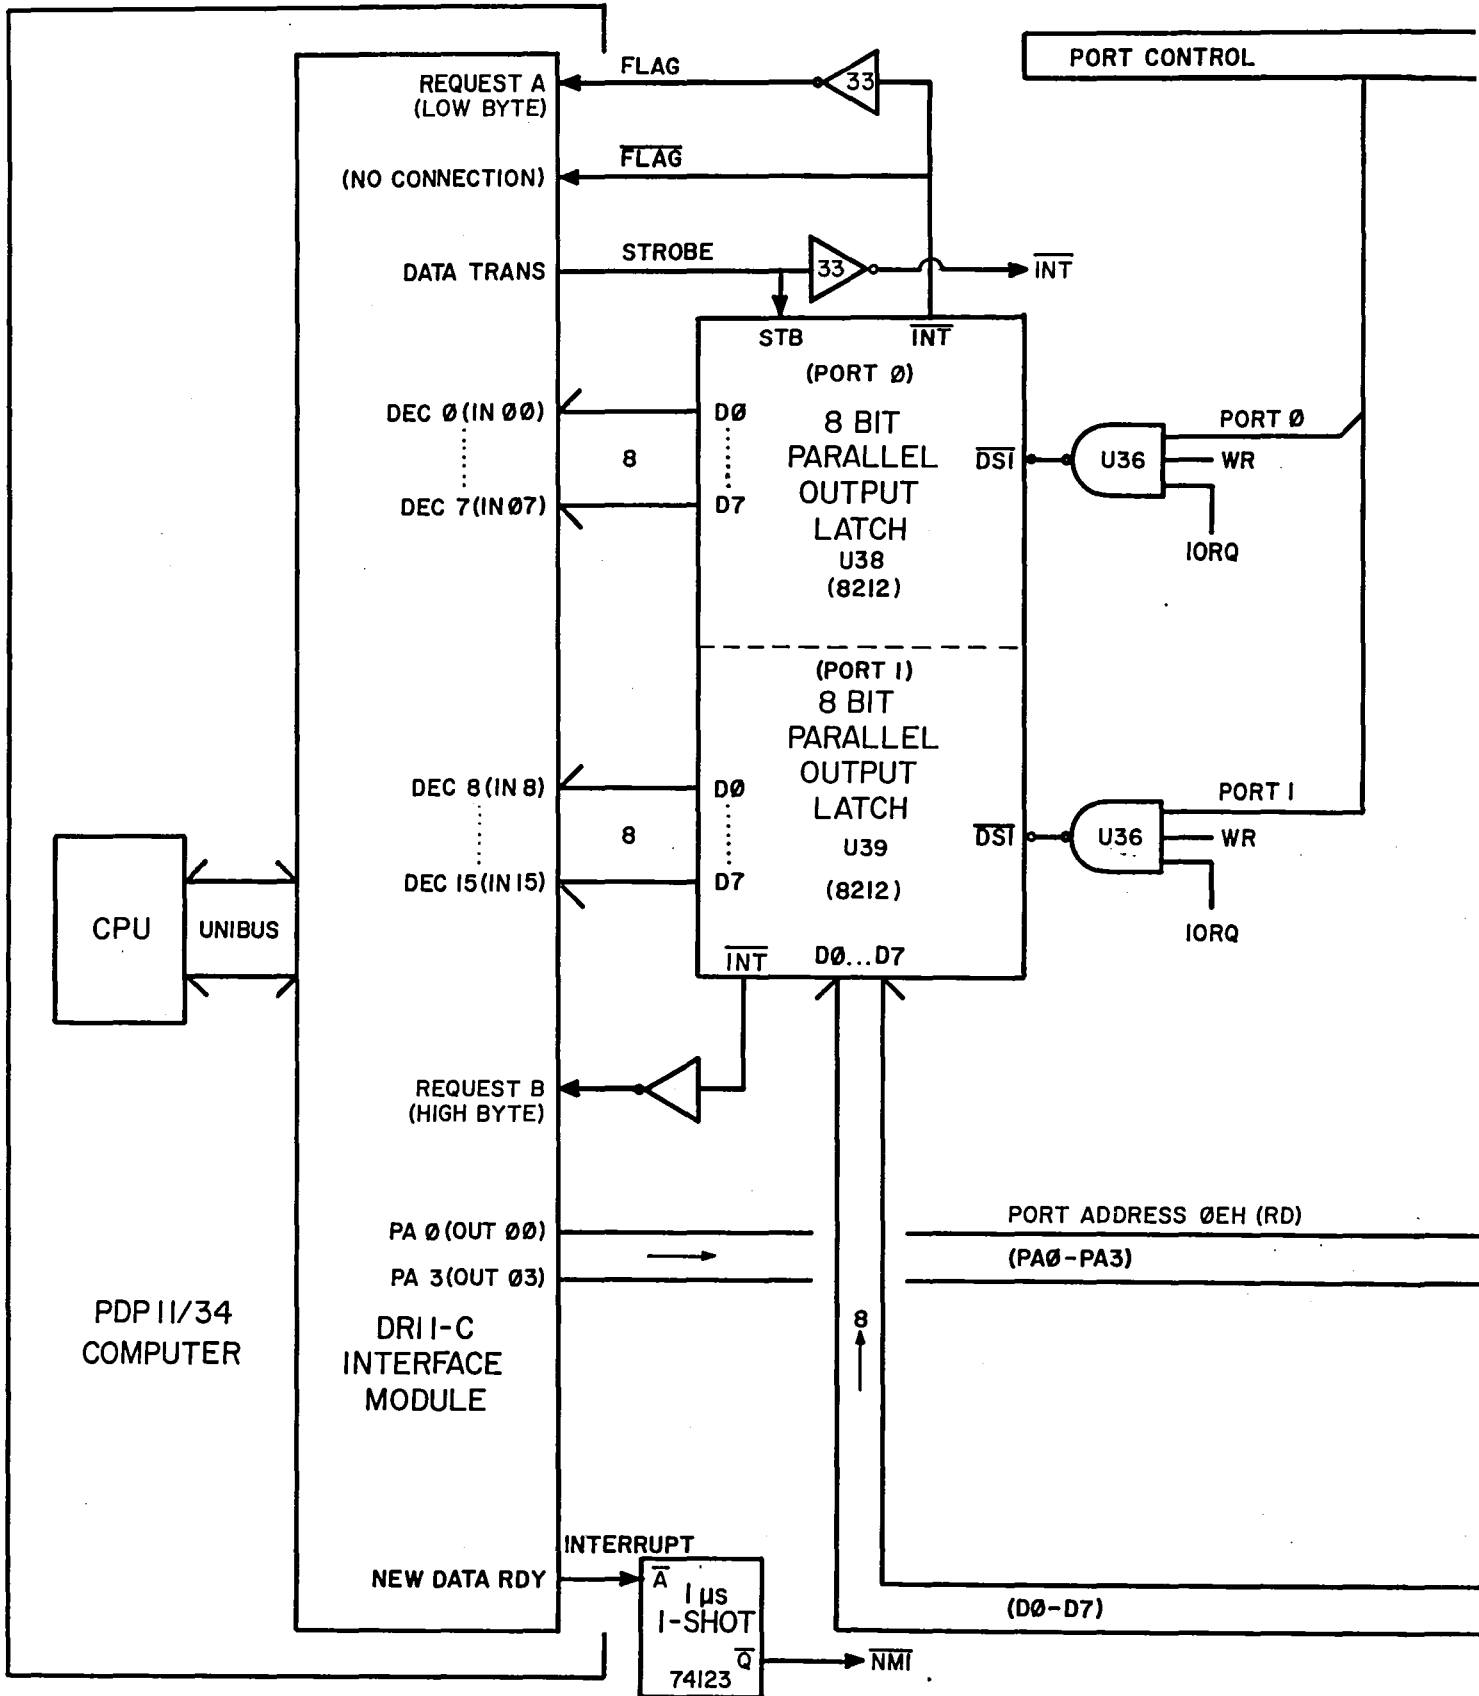 PORT CONTROL
REQUEST A
(LOW BYTE)
FLAG
33
(NO CONNECTION)
FLAG
DATA TRANS
STROBE
33
INT
STB
INT
(PORT Ø)
DEC Ø (IN ØØ)
DØ
8 BIT
PARALLEL
OUTPUT
LATCH
U38
(8212)
8
DEC 7 (IN Ø7)
D7
DS1
U36
PORT Ø
WR
IORQ
(PORT 1)
8 BIT
PARALLEL
OUTPUT
LATCH
U39
(8212)
DEC 8 (IN 8)
DØ
8
DEC 15 (IN 15)
D7
DS1
U36
PORT 1
WR
IORQ
CPU
UNIBUS
INT
DØ...D7
REQUEST B
(HIGH BYTE)
PA Ø (OUT ØØ)
PA 3 (OUT Ø3)
PORT ADDRESS ØEH (RD)
(PAØ-PA3)
8
PDP11/34
COMPUTER
DR11-C
INTERFACE
MODULE
NEW DATA RDY
INTERRUPT
A
1 µs
1-SHOT
Q
74123
NMI
(DØ-D7)